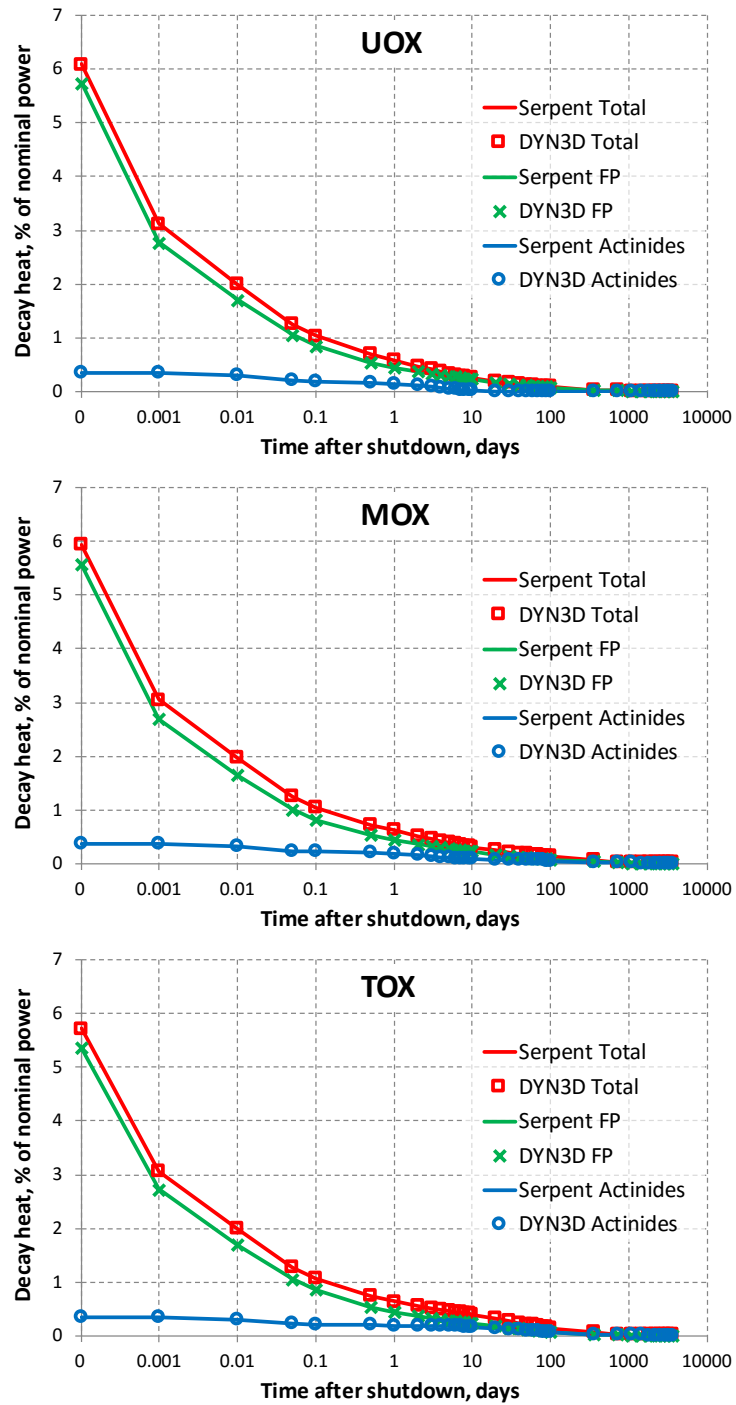 UOX
7
6
5
4
3
2
1
0
Decay heat, % of nominal power
Serpent Total
DYN3D Total
Serpent FP
DYN3D FP
Serpent Actinides
DYN3D Actinides
0 0.001 0.01 0.1 1 10 100 1000 10000
Time after shutdown, days
MOX
7
6
5
4
3
2
1
0
Decay heat, % of nominal power
Serpent Total
DYN3D Total
Serpent FP
DYN3D FP
Serpent Actinides
DYN3D Actinides
0 0.001 0.01 0.1 1 10 100 1000 10000
Time after shutdown, days
TOX
7
6
5
4
3
2
1
0
Decay heat, % of nominal power
Serpent Total
DYN3D Total
Serpent FP
DYN3D FP
Serpent Actinides
DYN3D Actinides
0 0.001 0.01 0.1 1 10 100 1000 10000
Time after shutdown, days